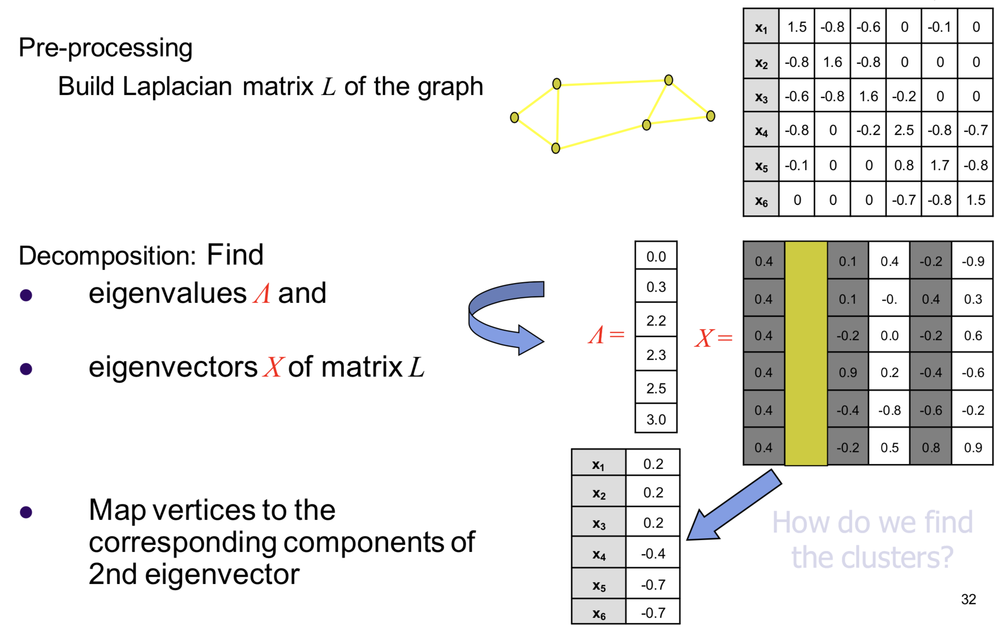 Pre-processing
Build Laplacian matrix L of the graph
x1 1.5 -0.8 -0.6 0 -0.1 0
x2 -0.8 1.6 -0.8 0 0 0
x3 -0.6 -0.8 1.6 -0.2 0 0
x4 -0.8 0 -0.2 2.5 -0.8 -0.7
x5 -0.1 0 0 0.8 1.7 -0.8
x6 0 0 0 -0.7 -0.8 1.5
Decomposition: Find
● eigenvalues Λ and
● eigenvectors X of matrix L
Λ =
0.0
0.3
2.2
2.3
2.5
3.0
X =
0.4 0.1 0.4 -0.2 -0.9
0.4 0.1 -0. 0.4 0.3
0.4 -0.2 0.0 -0.2 0.6
0.4 0.9 0.2 -0.4 -0.6
0.4 -0.4 -0.8 -0.6 -0.2
0.4 -0.2 0.5 0.8 0.9
● Map vertices to the
corresponding components of
2nd eigenvector
x1 0.2
x2 0.2
x3 0.2
x4 -0.4
x5 -0.7
x6 -0.7
How do we find
the clusters?
32